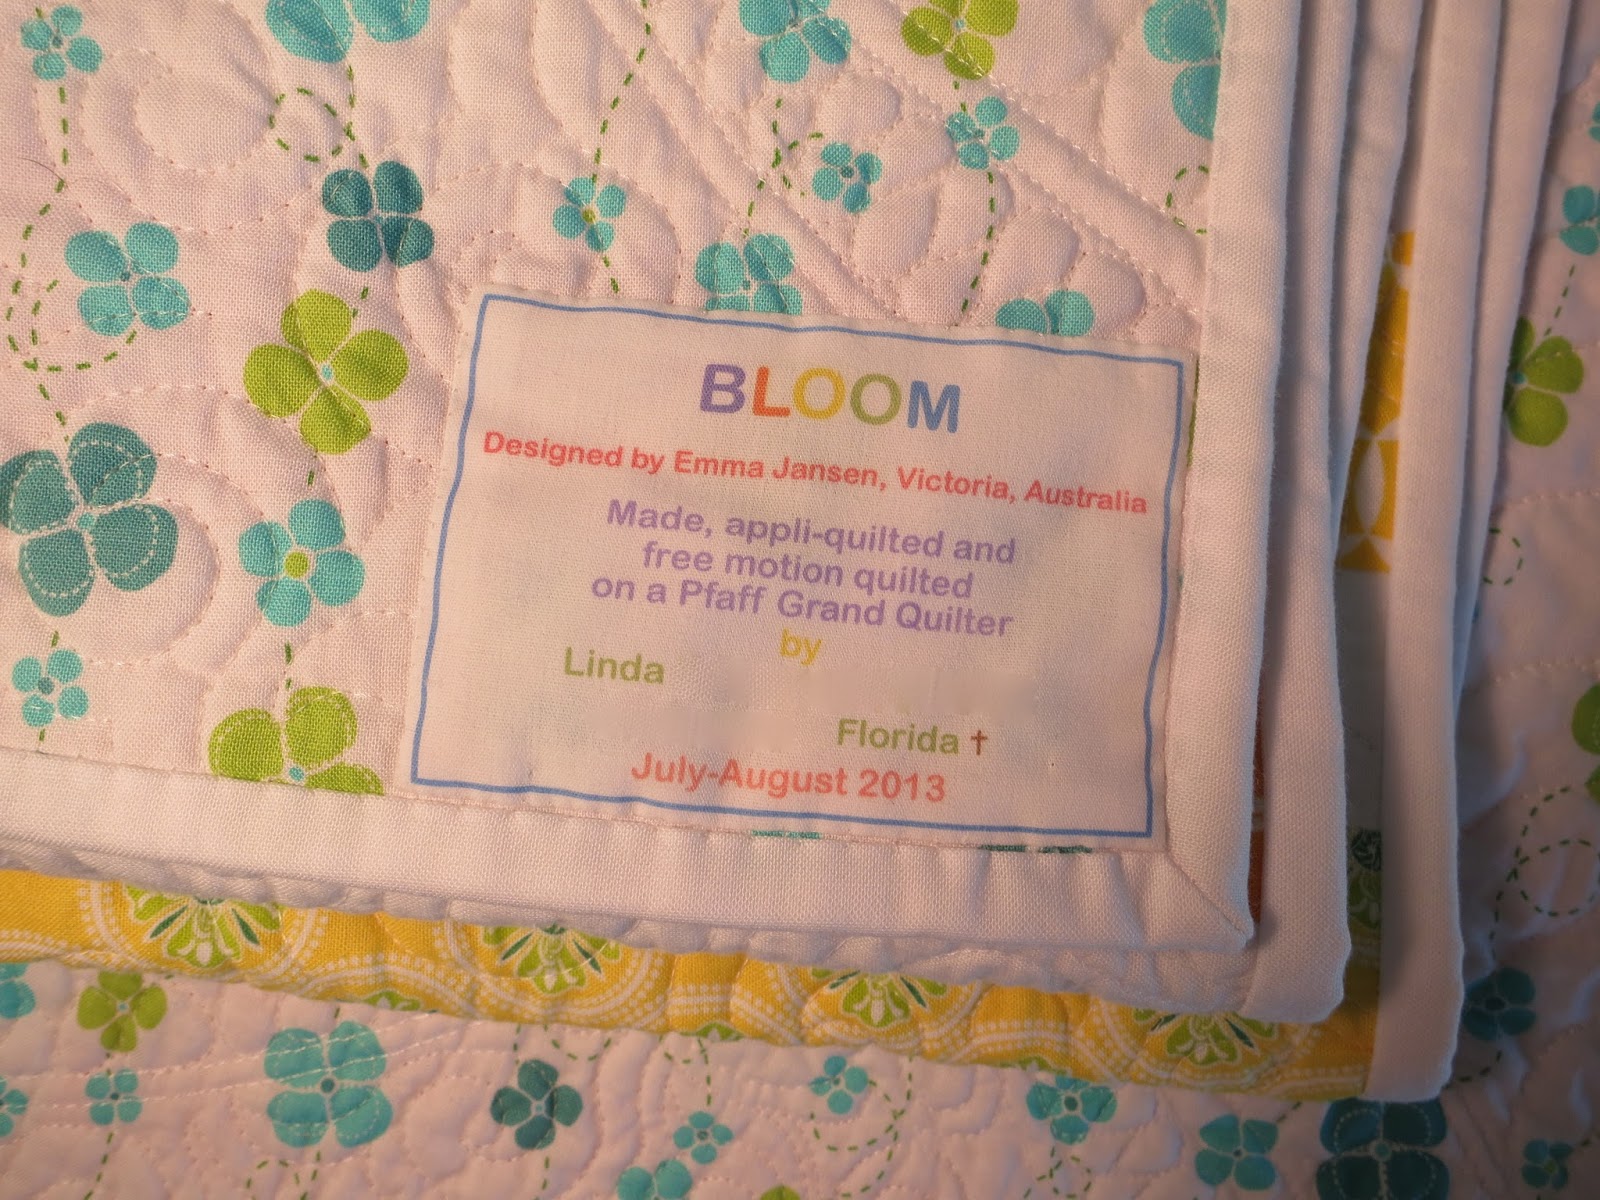 BLOOM
Designed by Emma Jansen, Victoria, Australia
Made, appli-quilted and
free motion quilted
on a Pfaff Grand Quilter
by
Linda
Florida ✝
July-August 2013